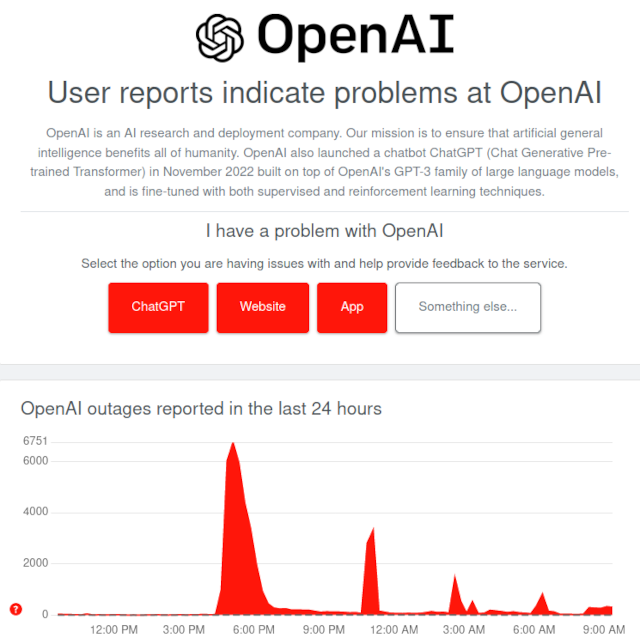 OpenAI
User reports indicate problems at OpenAI
OpenAI is an AI research and deployment company. Our mission is to ensure that artificial general
intelligence benefits all of humanity. OpenAI also launched a chatbot ChatGPT (Chat Generative Pre-
trained Transformer) in November 2022 built on top of OpenAI's GPT-3 family of large language models,
and is fine-tuned with both supervised and reinforcement learning techniques.
I have a problem with OpenAI
Select the option you are having issues with and help provide feedback to the service.
ChatGPT Website App Something else...
OpenAI outages reported in the last 24 hours
6751
6000
4000
2000
? 0
12:00 PM 3:00 PM 6:00 PM 9:00 PM 12:00 AM 3:00 AM 6:00 AM 9:00 AM